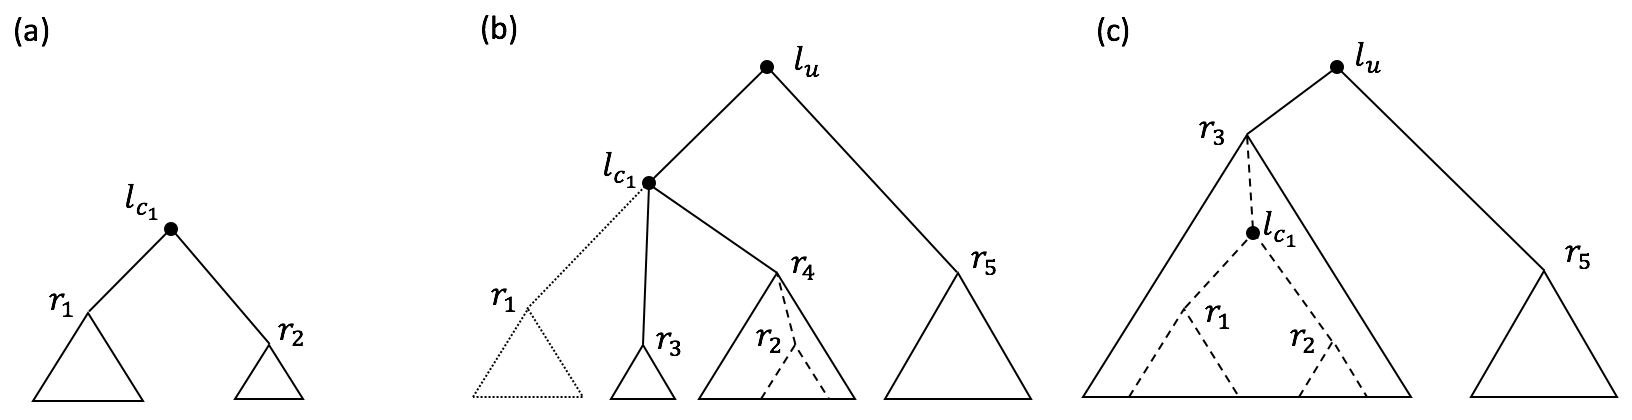 (a)
l_{c_1}
r_1
r_2
(b)
l_u
l_{c_1}
r_1
r_3
r_4
r_2
r_5
(c)
l_u
r_3
l_{c_1}
r_1
r_2
r_5